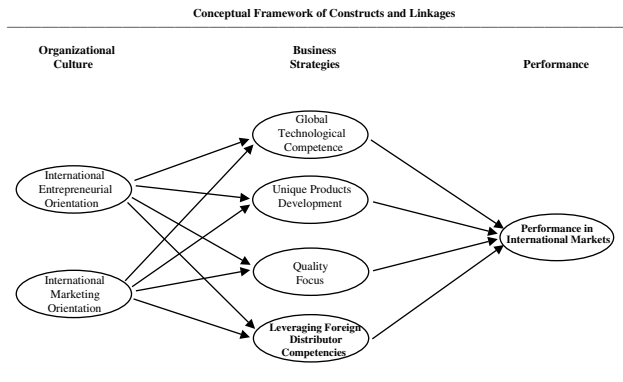 Conceptual Framework of Constructs and Linkages
Organizational
Culture
Business
Strategies
Performance
International
Entrepreneurial
Orientation
International
Marketing
Orientation
Global
Technological
Competence
Unique Products
Development
Quality
Focus
Leveraging Foreign
Distributor
Competencies
Performance in
International Markets